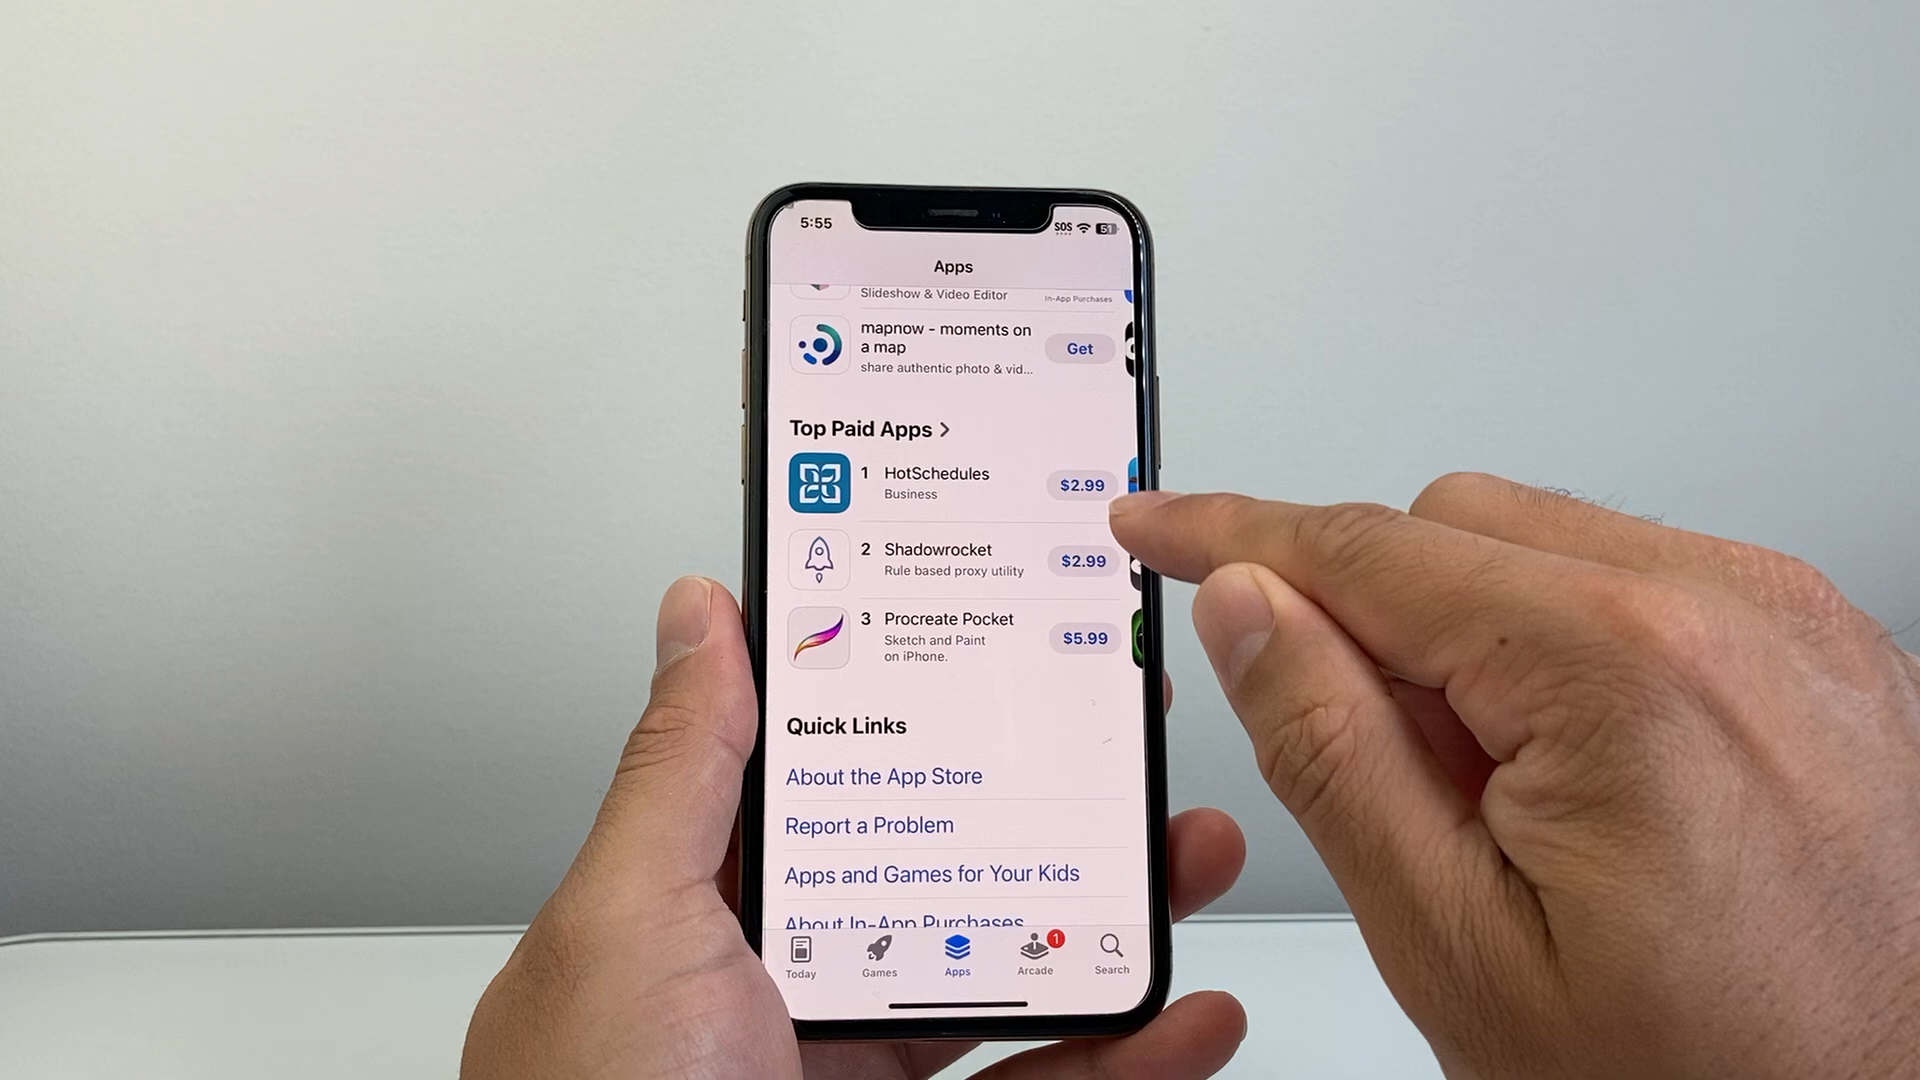 5:55
SOS
51
Apps
Slideshow & Video Editor
In-App Purchases
mapnow - moments on
a map
share authentic photo & vid...
Get
Top Paid Apps >
1 HotSchedules
Business
$2.99
2 Shadowrocket
Rule based proxy utility
$2.99
3 Procreate Pocket
Sketch and Paint
on iPhone.
$5.99
Quick Links
About the App Store
Report a Problem
Apps and Games for Your Kids
About In-App Purchases
1
Today
Games
Apps
Arcade
Search